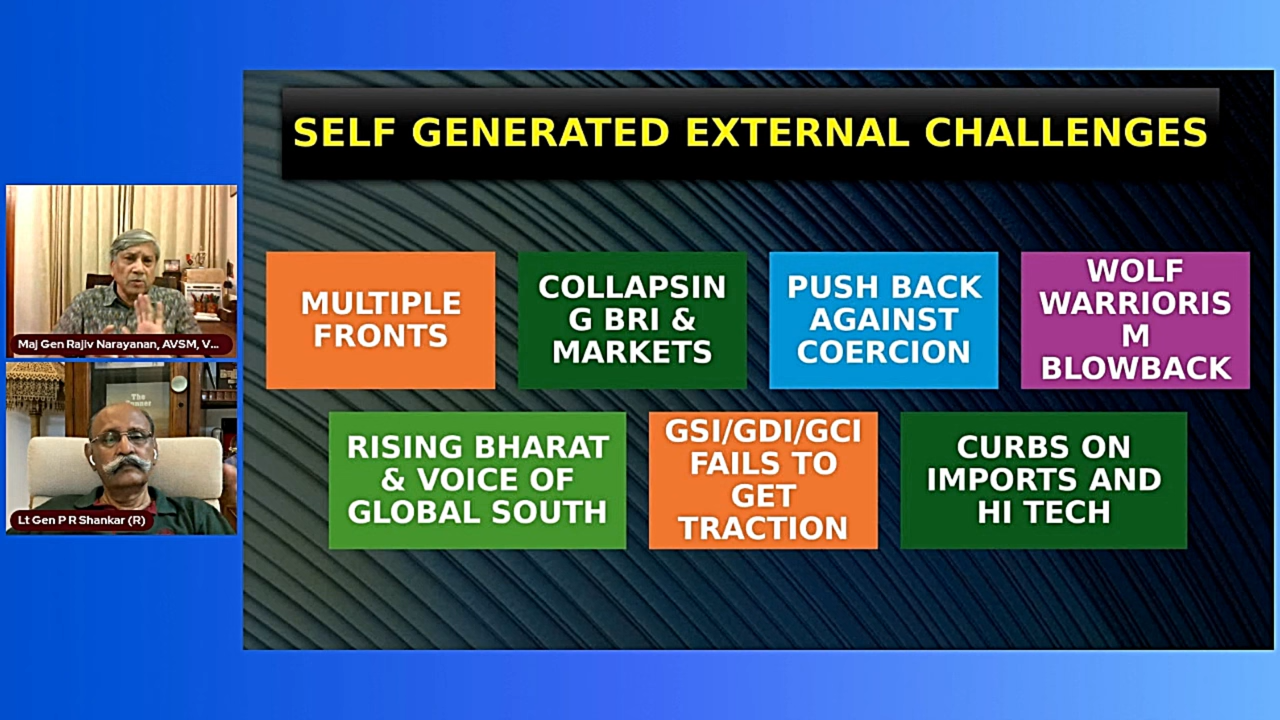 SELF GENERATED EXTERNAL CHALLENGES
MULTIPLE
FRONTS
COLLAPSIN
G BRI &
MARKETS
PUSH BACK
AGAINST
COERCION
WOLF
WARRIORIS
M
BLOWBACK
RISING BHARAT
& VOICE OF
GLOBAL SOUTH
GSI/GDI/GCI
FAILS TO
GET
TRACTION
CURBS ON
IMPORTS AND
HI TECH
Maj Gen Rajiv Narayanan, AVSM, V...
The
Lt Gen P R Shankar (R)